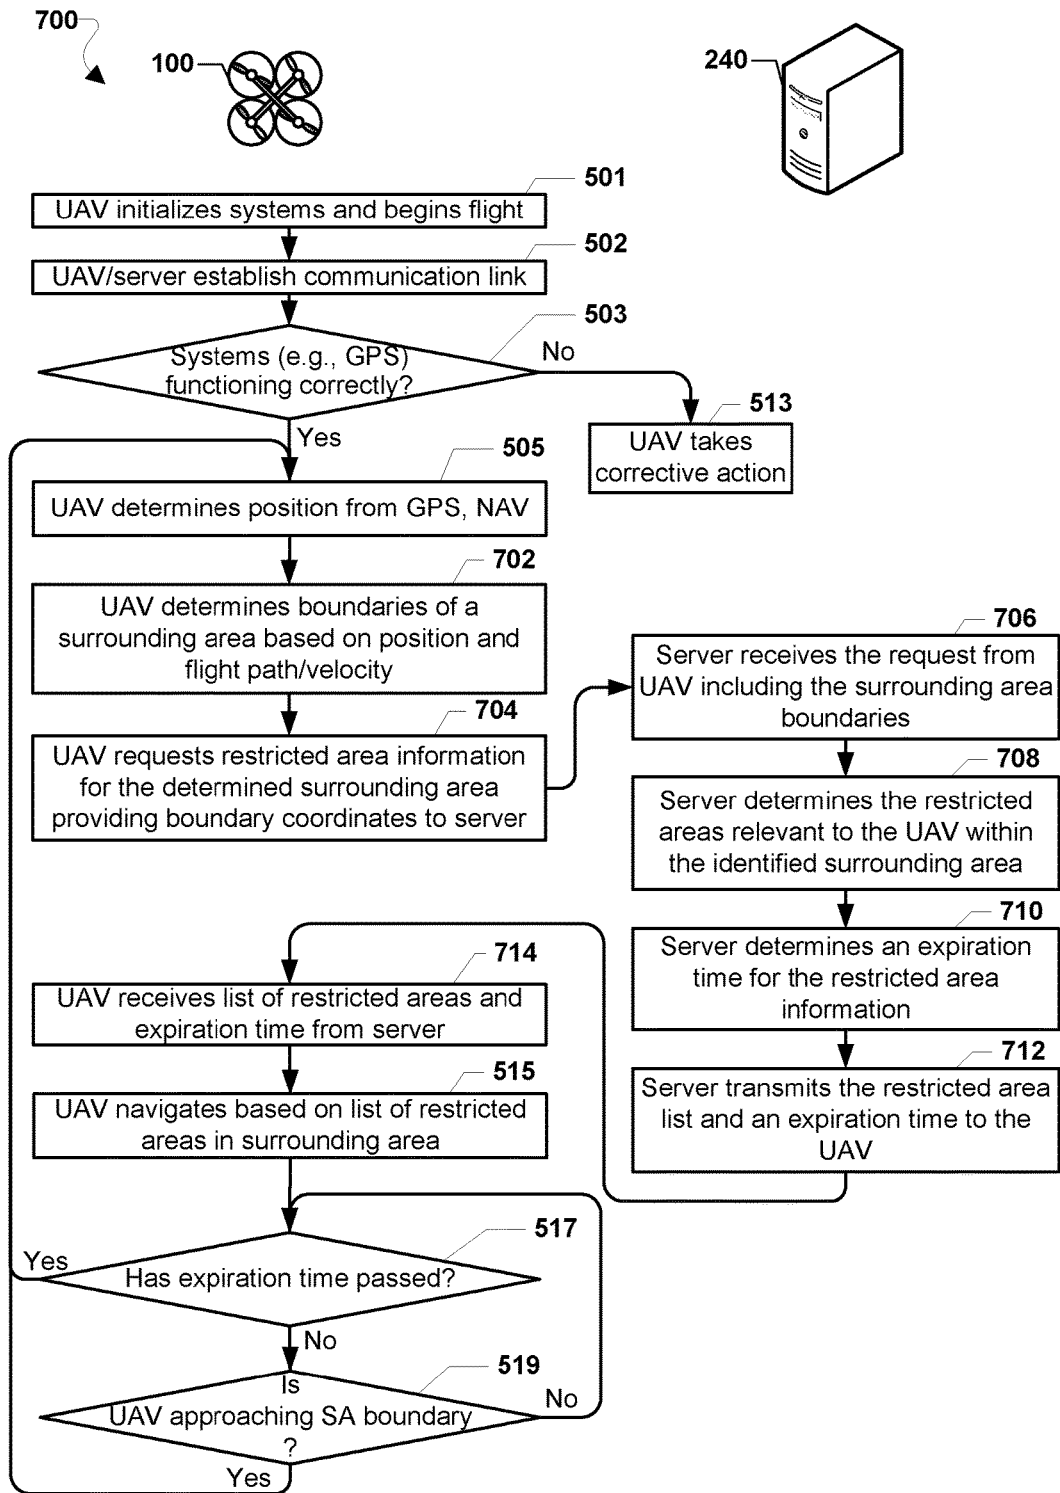 700
100
240
501
UAV initializes systems and begins flight
502
UAV/server establish communication link
503
Systems (e.g., GPS)
functioning correctly?
No
513
UAV takes
corrective action
Yes
505
UAV determines position from GPS, NAV
702
UAV determines boundaries of a
surrounding area based on position and
flight path/velocity
704
UAV requests restricted area information
for the determined surrounding area
providing boundary coordinates to server
706
Server receives the request from
UAV including the surrounding area
boundaries
708
Server determines the restricted
areas relevant to the UAV within
the identified surrounding area
710
Server determines an expiration
time for the restricted area
information
712
Server transmits the restricted area
list and an expiration time to the
UAV
714
UAV receives list of restricted areas and
expiration time from server
515
UAV navigates based on list of restricted
areas in surrounding area
517
Yes
Has expiration time passed?
No
519
Is
UAV approaching SA boundary
?
No
Yes